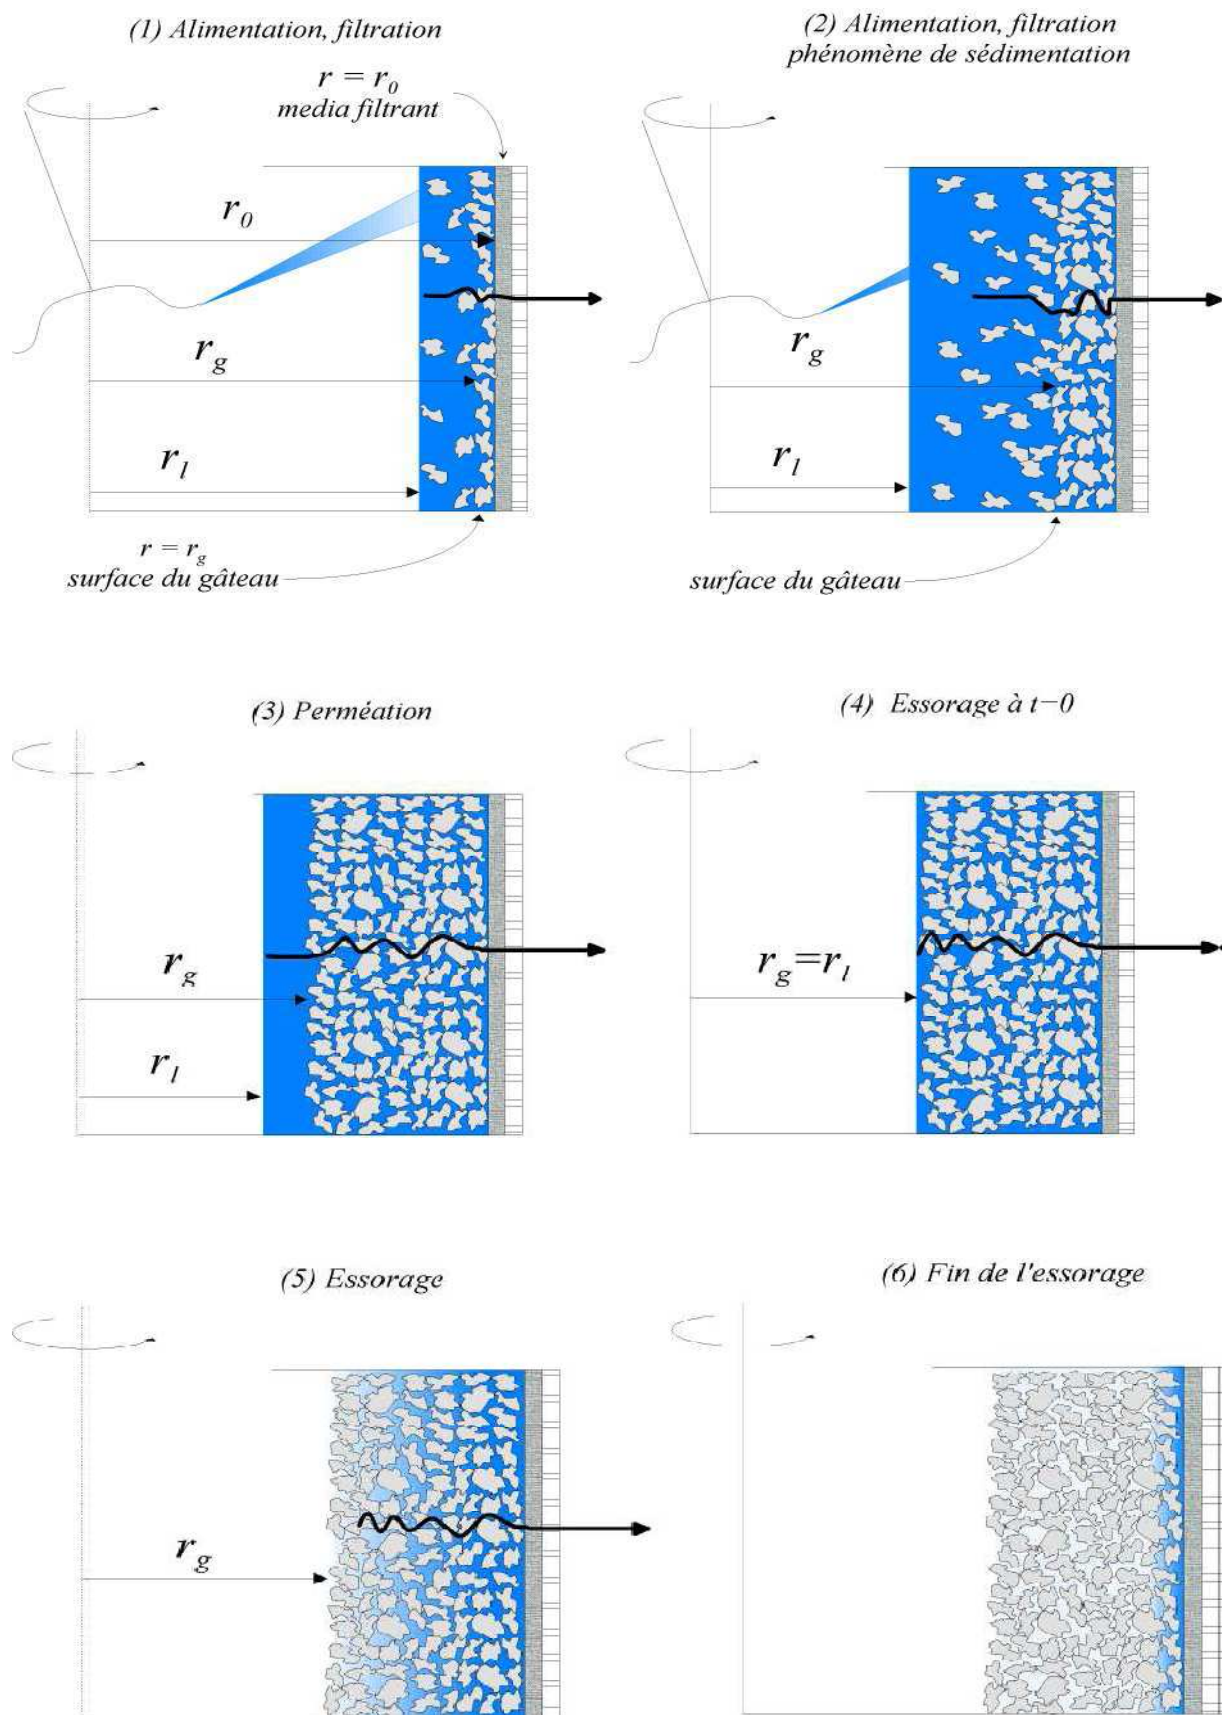 (1) Alimentation, filtration
r = r0
media filtrant
r0
rg
rl
r = rg
surface du gâteau
(2) Alimentation, filtration
phénomène de sédimentation
rg
rl
surface du gâteau
(3) Perméation
rg
rl
(4) Essorage à t=0
rg=rl
(5) Essorage
rg
(6) Fin de l'essorage